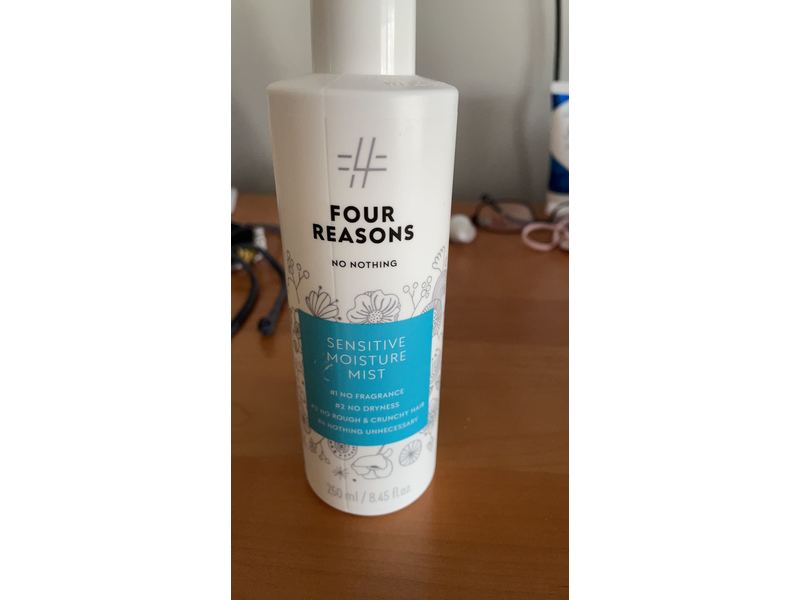 FOUR
REASONS
NO NOTHING
SENSITIVE
MOISTURE
MIST
#1 NO FRAGRANCE
#2 NO DRYNESS
#3 NO ROUGH & CRUNCHY HAIR
#4 NOTHING UNNECESSARY
250 ml / 8.45 fl.oz.